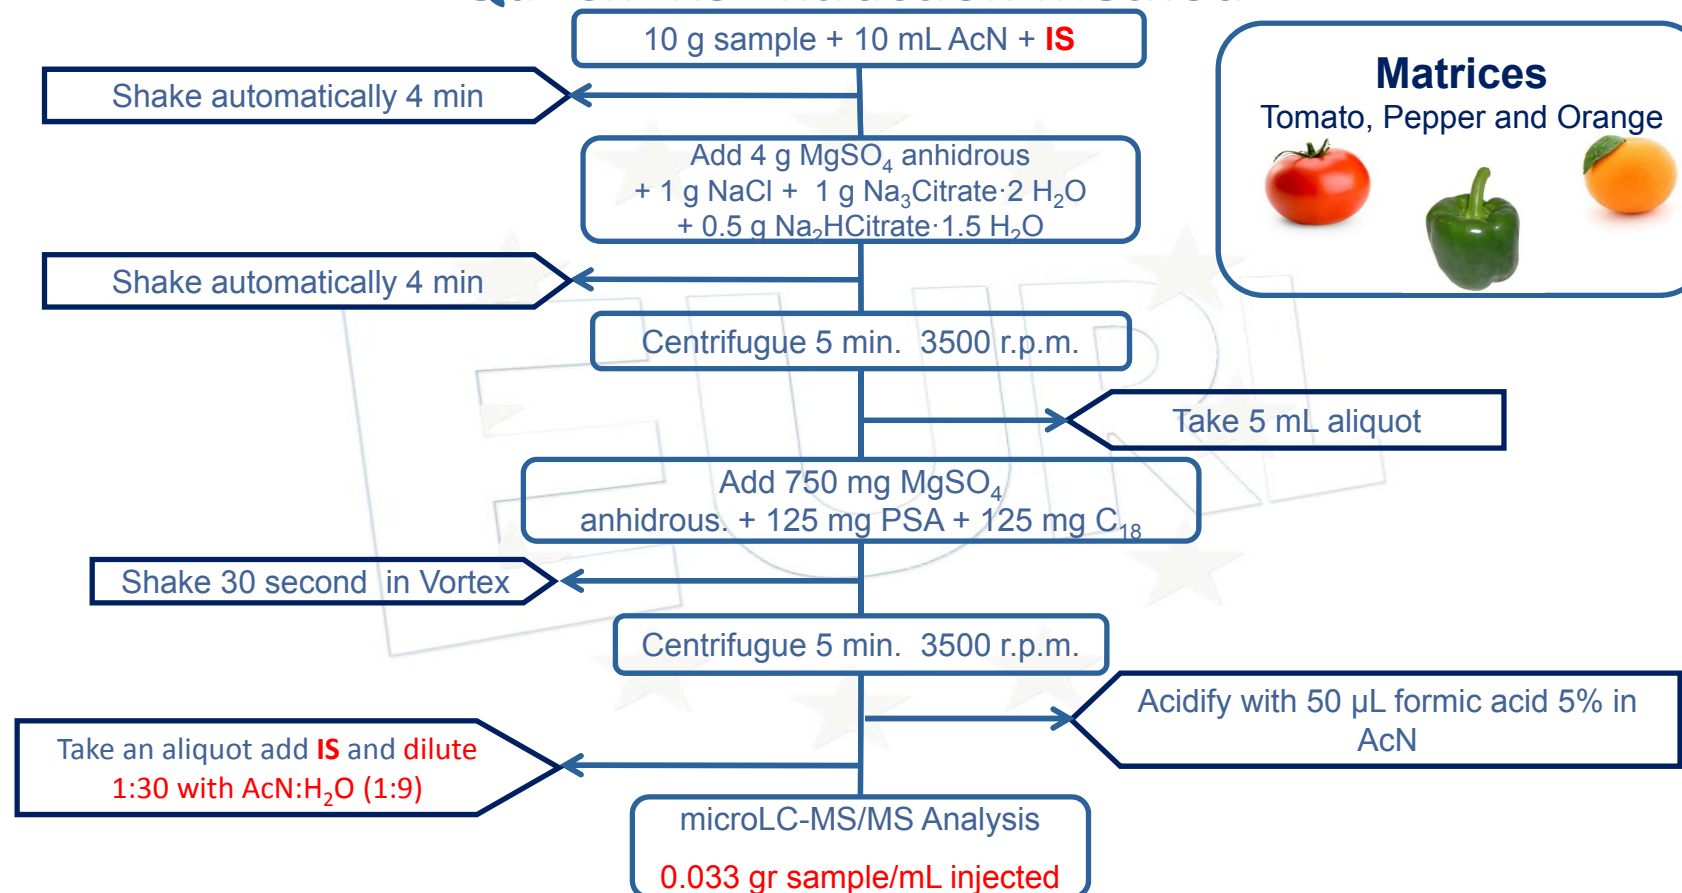 10 g sample + 10 mL AcN + IS
Shake automatically 4 min
Matrices
Tomato, Pepper and Orange
Add 4 g MgSO₄ anhidrous
+ 1 g NaCl + 1 g Na₃Citrate·2 H₂O
+ 0.5 g Na₂HCitrate·1.5 H₂O
Shake automatically 4 min
Centrifugue 5 min. 3500 r.p.m.
Take 5 mL aliquot
Add 750 mg MgSO₄
anhidrous. + 125 mg PSA + 125 mg C₁₈
Shake 30 second in Vortex
Centrifugue 5 min. 3500 r.p.m.
Acidify with 50 µL formic acid 5% in
AcN
Take an aliquot add IS and dilute
1:30 with AcN:H₂O (1:9)
microLC-MS/MS Analysis
0.033 gr sample/mL injected
EURL